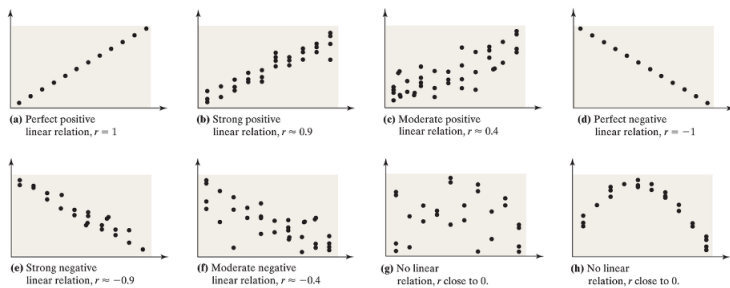 (a) Perfect positive
linear relation, r = 1
(b) Strong positive
linear relation, r ≈ 0.9
(c) Moderate positive
linear relation, r ≈ 0.4
(d) Perfect negative
linear relation, r = −1
(e) Strong negative
linear relation, r ≈ −0.9
(f) Moderate negative
linear relation, r ≈ −0.4
(g) No linear
relation, r close to 0.
(h) No linear
relation, r close to 0.